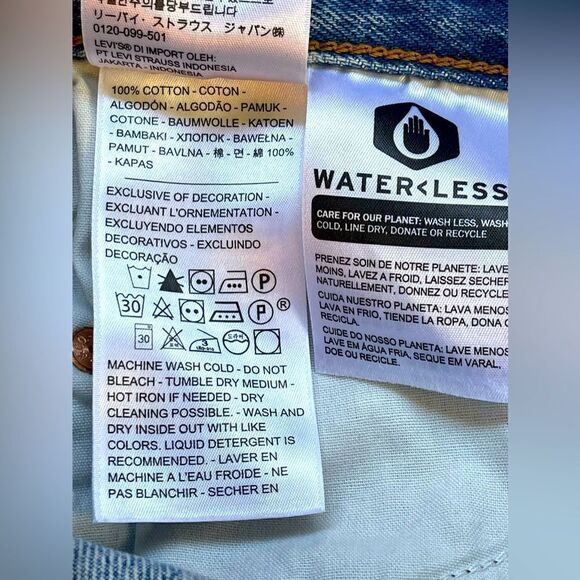 리바이 ·
リーバイ・ストラウス ジャパン㈱
0120-099-501
LEVI'S® DI IMPORT OLEH:
PT LEVI STRAUSS INDONESIA
JAKARTA - INDONESIA
100% COTTON - COTON -
ALGODÓN - ALGODÃO - PAMUK -
COTONE - BAUMWOLLE - KATOEN
- BAMBAKI - ХЛОПОК - BAWEŁNA -
PAMUT - BAVLNA - 棉 - 면 - 綿 100%
- KAPAS
EXCLUSIVE OF DECORATION -
EXCLUANT L'ORNEMENTATION -
EXCLUYENDO ELEMENTOS
DECORATIVOS - EXCLUINDO
DECORAÇÃO
P
30 P ®
30 3
MACHINE WASH COLD - DO NOT
BLEACH - TUMBLE DRY MEDIUM -
HOT IRON IF NEEDED - DRY
CLEANING POSSIBLE. - WASH AND
DRY INSIDE OUT WITH LIKE
COLORS. LIQUID DETERGENT IS
RECOMMENDED. - LAVER EN
MACHINE A L'EAU FROIDE - NE
PAS BLANCHIR - SECHER EN
WATER<LESS
CARE FOR OUR PLANET: WASH LESS, WASH
COLD, LINE DRY, DONATE OR RECYCLE
PRENEZ SOIN DE NOTRE PLANETE: LAVE
MOINS, LAVEZ A FROID, LAISSEZ SECHER
NATURELLEMENT, DONNEZ OU RECYCLE
CUIDA NUESTRO PLANETA: LAVA MENOS
LAVA EN FRIO, TIENDE LA ROPA, DONA O
RECICLA.
CUIDE DO NOSSO PLANETA: LAVE MENOS
LAVE EM ÁGUA FRIA, SEQUE EM VARAL,
DOE OU RECICLE.